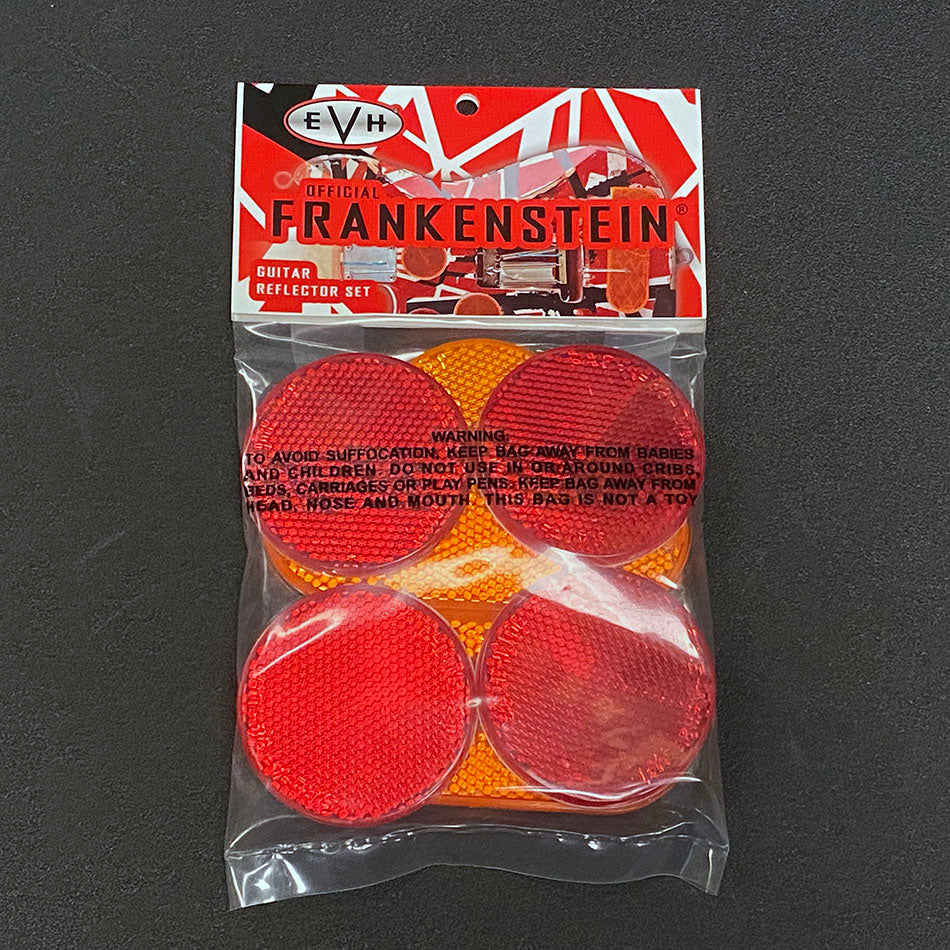 EVH
OFFICIAL
FRANKENSTEIN®
GUITAR
REFLECTOR SET
WARNING:
TO AVOID SUFFOCATION, KEEP BAG AWAY FROM BABIES
AND CHILDREN. DO NOT USE IN OR AROUND CRIBS,
BEDS, CARRIAGES OR PLAY PENS. KEEP BAG AWAY FROM
HEAD, NOSE AND MOUTH. THIS BAG IS NOT A TOY